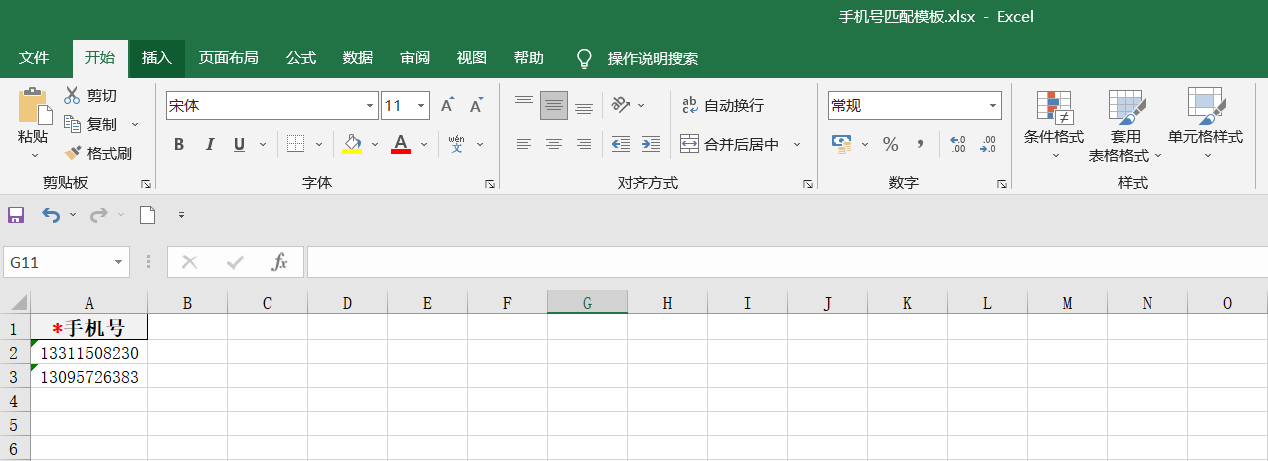 手机号匹配模板.xlsx - Excel
文件 开始 插入 页面布局 公式 数据 审阅 视图 帮助 操作说明搜索
粘贴 剪切 复制 格式刷
剪贴板
宋体 11 A A
B I U A wén 文
字体
ab c 自动换行
合并后居中
对齐方式
常规
% , .00 .00
数字
条件格式 套用 表格格式 单元格样式
样式
G11 fx
A B C D E F G H I J K L M N O
1 *手机号
2 13311508230
3 13095726383
4
5
6